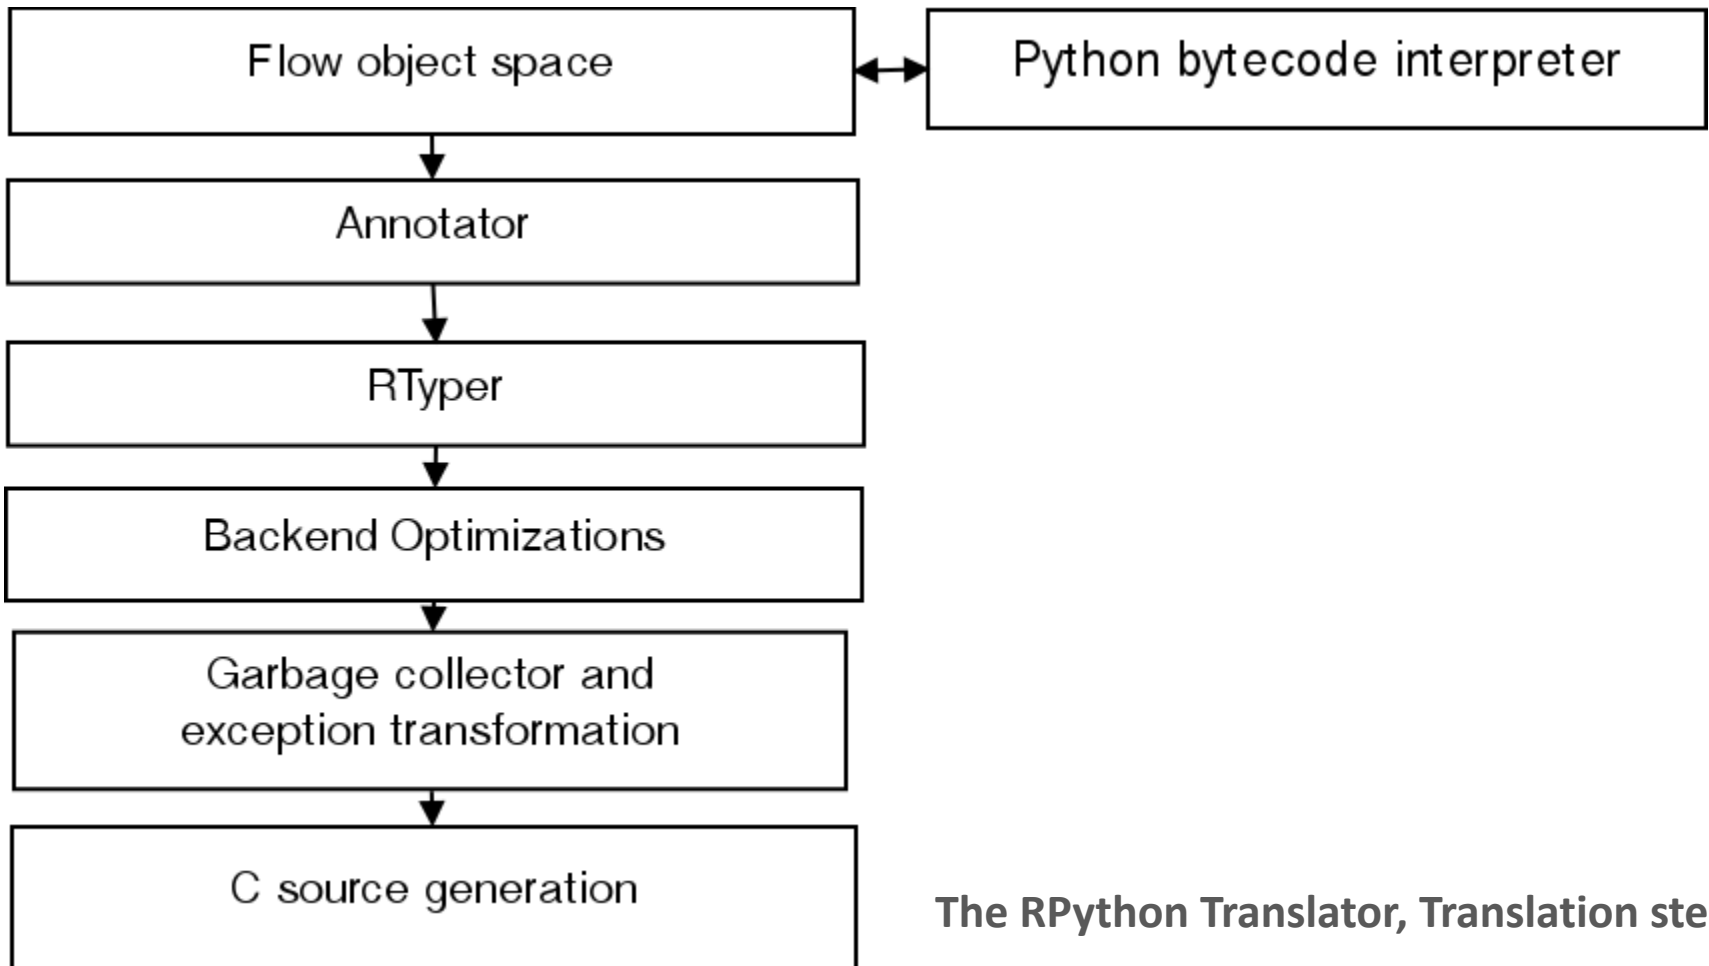 Flow object space
Python bytecode interpreter
Annotator
RTyper
Backend Optimizations
Garbage collector and
exception transformation
C source generation
The RPython Translator, Translation ste